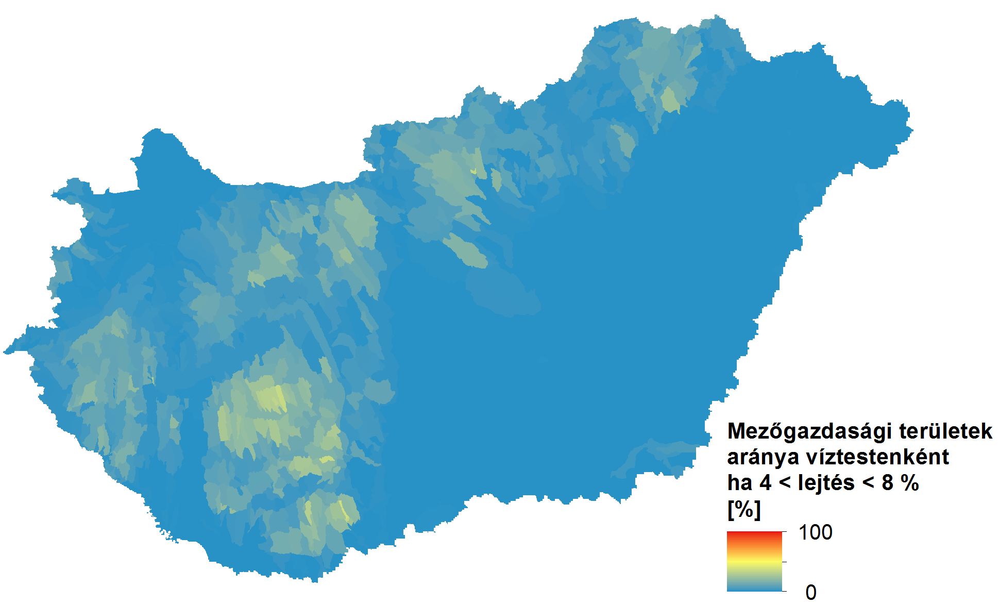 Mezőgazdasági területek
aránya víztestenként
ha 4 < lejtés < 8 %
[%]
100
0